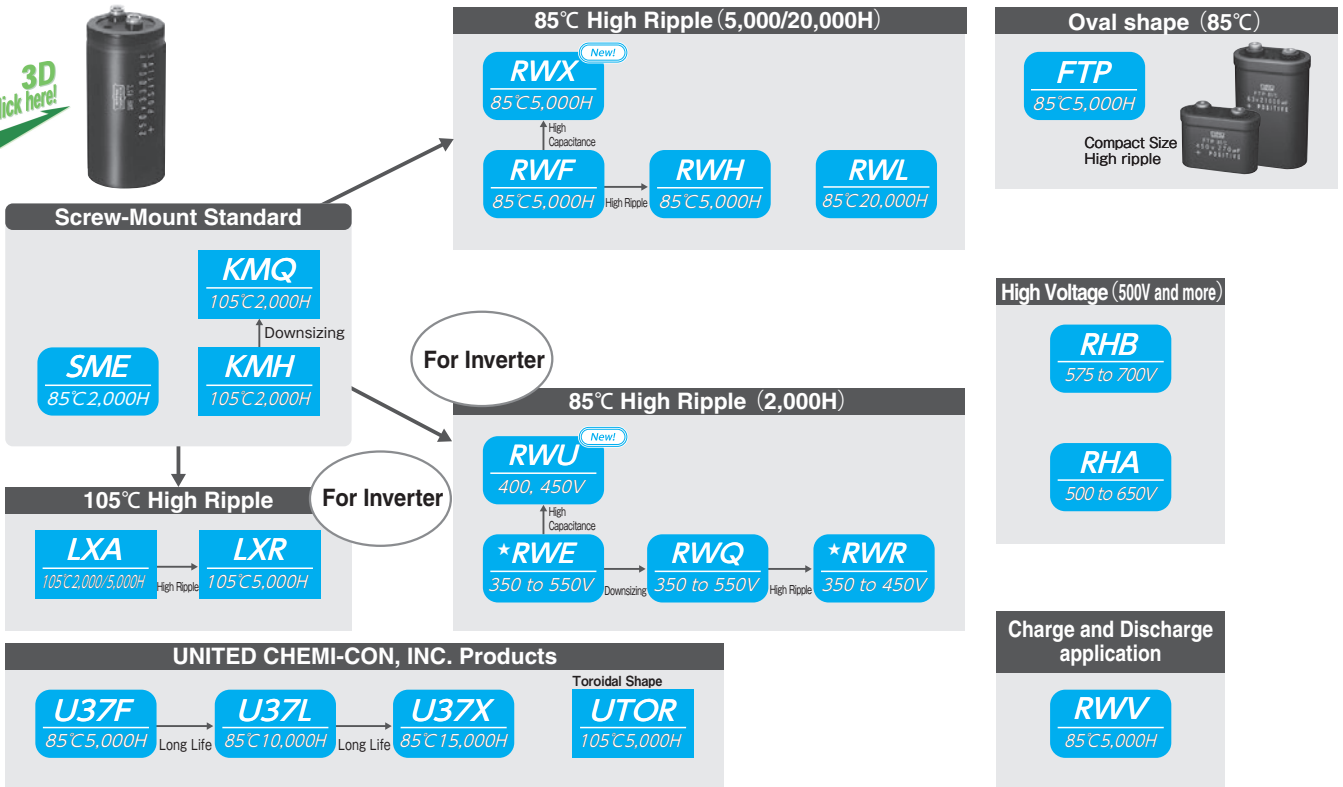 3D
lick here!
85℃ High Ripple（5,000/20,000H）
RWX
New!
85℃5,000H
High
Capacitance
RWF
85℃5,000H
High Ripple
RWH
85℃5,000H
RWL
85℃20,000H
Oval shape（85℃）
FTP
85℃5,000H
Compact Size
High ripple
Screw-Mount Standard
KMQ
105℃2,000H
Downsizing
SME
85℃2,000H
KMH
105℃2,000H
For Inverter
High Voltage（500V and more）
RHB
575 to 700V
RHA
500 to 650V
85℃ High Ripple（2,000H）
RWU
New!
400, 450V
High
Capacitance
★RWE
350 to 550V
Downsizing
RWQ
350 to 550V
High Ripple
★RWR
350 to 450V
105℃ High Ripple
For Inverter
LXA
105℃2,000/5,000H
High Ripple
LXR
105℃5,000H
UNITED CHEMI-CON, INC. Products
U37F
85℃5,000H
Long Life
U37L
85℃10,000H
Long Life
U37X
85℃15,000H
Toroidal Shape
UTOR
105℃5,000H
Charge and Discharge
application
RWV
85℃5,000H